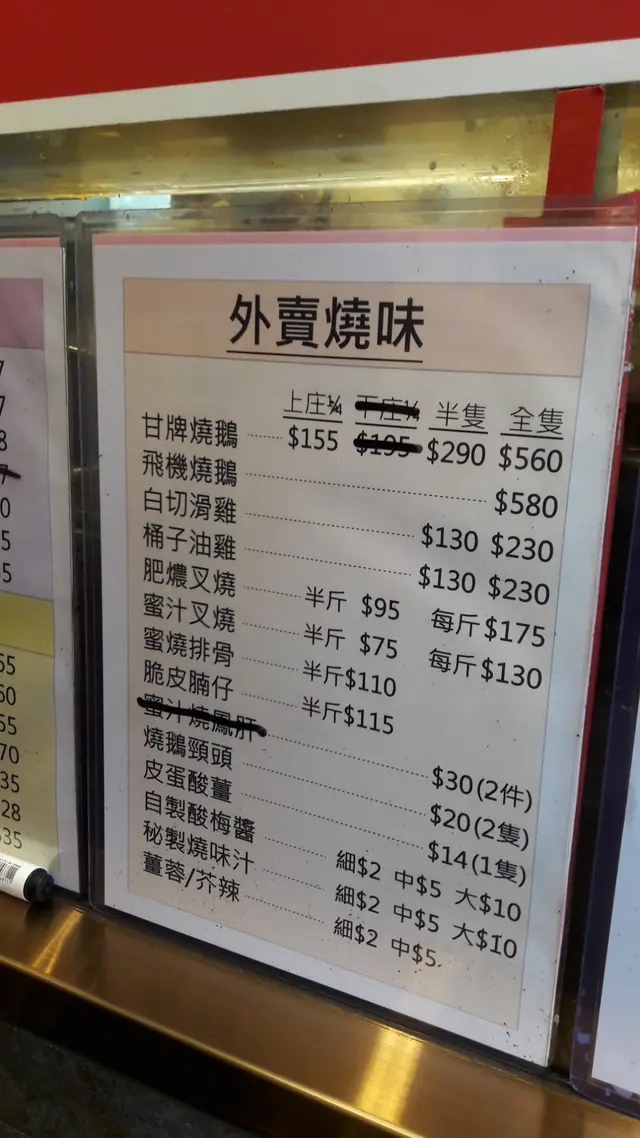 外賣燒味
上庄¼ 下庄¼ 半隻 全隻
甘牌燒鵝 $155 $195 $290 $560
飛機燒鵝 $580
白切滑雞 $130 $230
桶子油雞 $130 $230
肥濃叉燒 半斤 $95 每斤$175
蜜汁叉燒 半斤 $75 每斤$130
蜜燒排骨 半斤$110
脆皮腩仔 半斤$115
蜜汁燒鳳肝 $30(2件)
燒鵝頸頭 $20(2隻)
皮蛋酸薑 $14(1隻)
自製酸梅醬 細$2 中$5 大$10
秘製燒味汁 細$2 中$5 大$10
薑蓉/芥辣 細$2 中$5